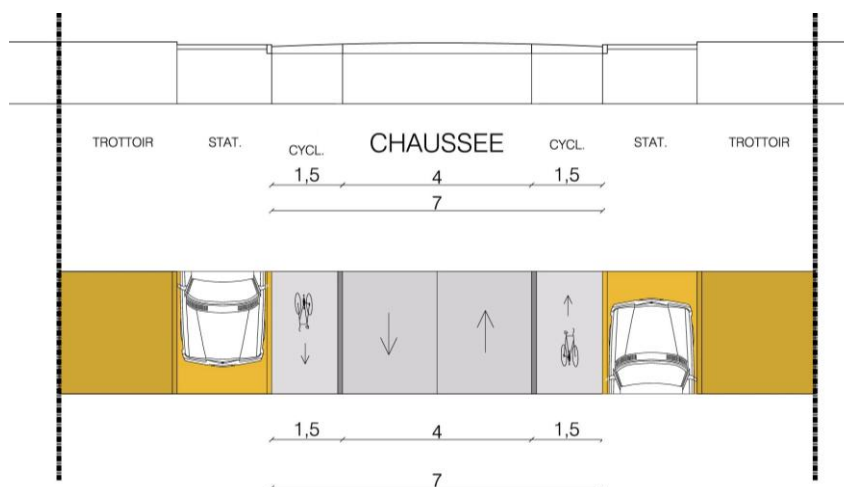 TROTTOIR STAT. CYCL. CHAUSSEE CYCL. STAT. TROTTOIR
1,5 4 1,5
7
1,5 4 1,5
7